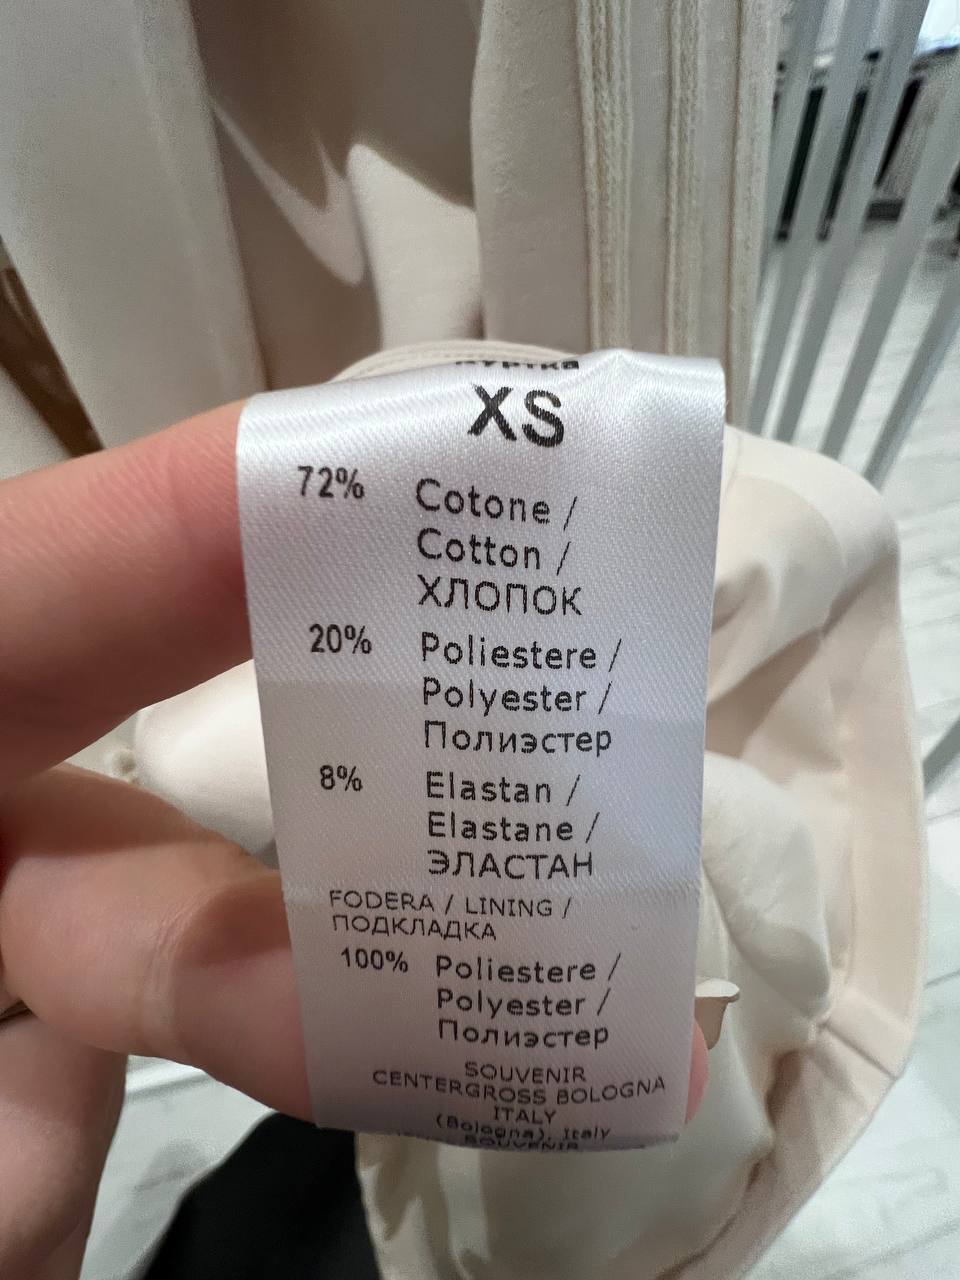 XS
72% Cotone /
Cotton /
ХЛОПОК
20% Poliestere /
Polyester /
Полиэстер
8% Elastan /
Elastane /
ЭЛАСТАН
FODERA / LINING /
ПОДКЛАДКА
100% Poliestere /
Polyester /
Полиэстер
SOUVENIR
CENTERGROSS BOLOGNA
ITALY
(Bologna), Italy
SOUVENIR